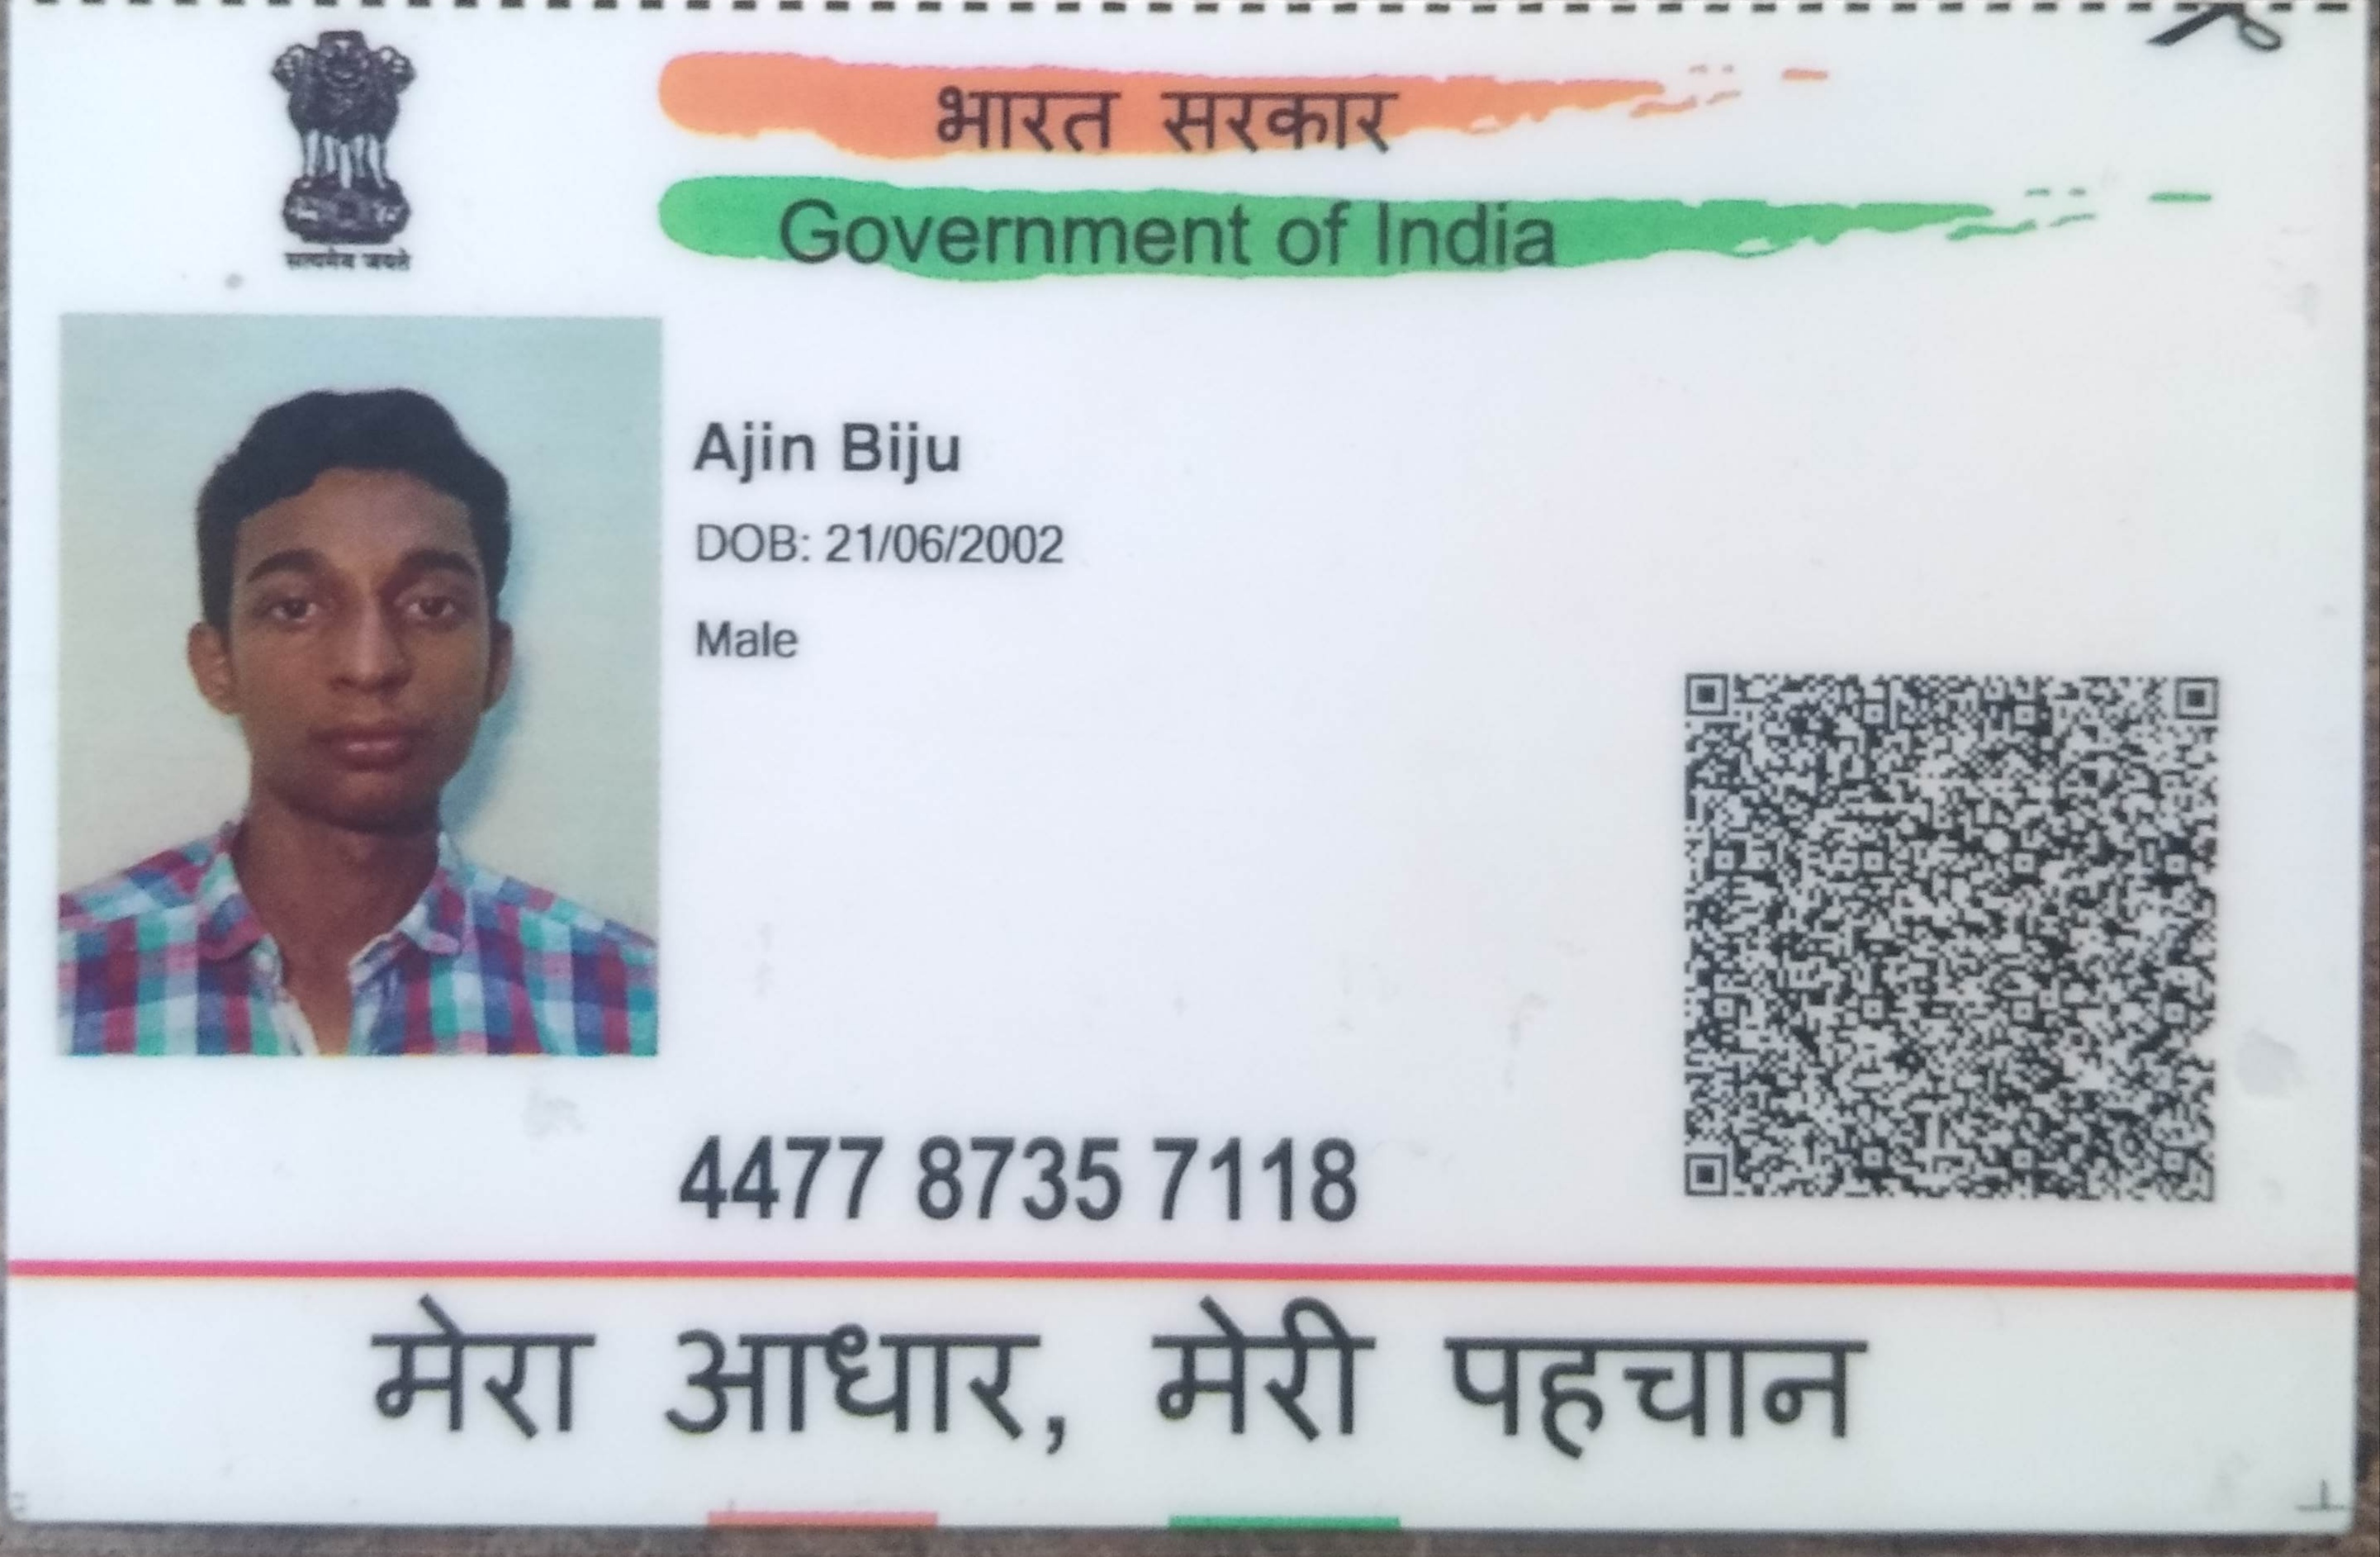 भारत सरकार
Government of India
सत्यमेव जयते
Ajin Biju
DOB: 21/06/2002
Male
4477 8735 7118
मेरा आधार, मेरी पहचान